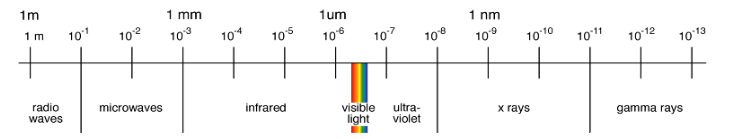 1m 1 mm 1um 1 nm
1 m 10⁻¹ 10⁻² 10⁻³ 10⁻⁴ 10⁻⁵ 10⁻⁶ 10⁻⁷ 10⁻⁸ 10⁻⁹ 10⁻¹⁰ 10⁻¹¹ 10⁻¹² 10⁻¹³
radio
waves
microwaves
infrared
visible
light
ultra-
violet
x rays
gamma rays